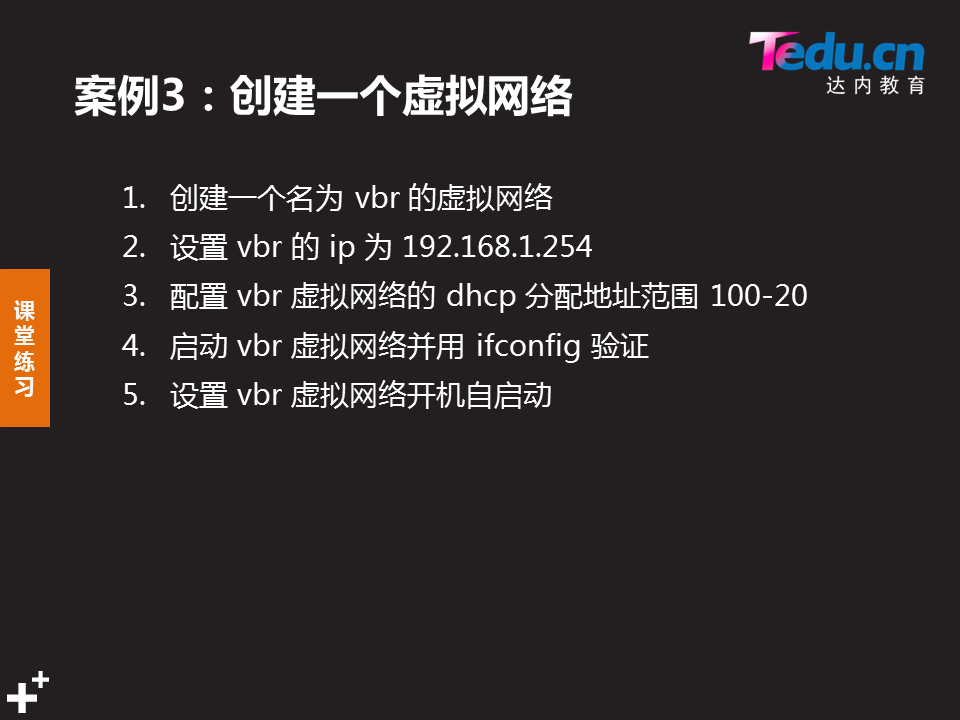 Tedu.cn
达内教育
案例3：创建一个虚拟网络
1. 创建一个名为 vbr 的虚拟网络
2. 设置 vbr 的 ip 为 192.168.1.254
3. 配置 vbr 虚拟网络的 dhcp 分配地址范围 100-20
4. 启动 vbr 虚拟网络并用 ifconfig 验证
5. 设置 vbr 虚拟网络开机自启动
课堂练习